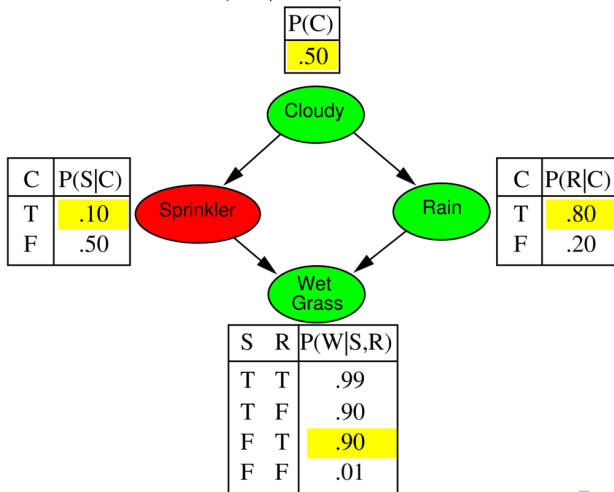 P(C)
.50
Cloudy
C P(S|C)
T .10
F .50
Sprinkler
Rain
C P(R|C)
T .80
F .20
Wet
Grass
S R P(W|S,R)
T T .99
T F .90
F T .90
F F .01